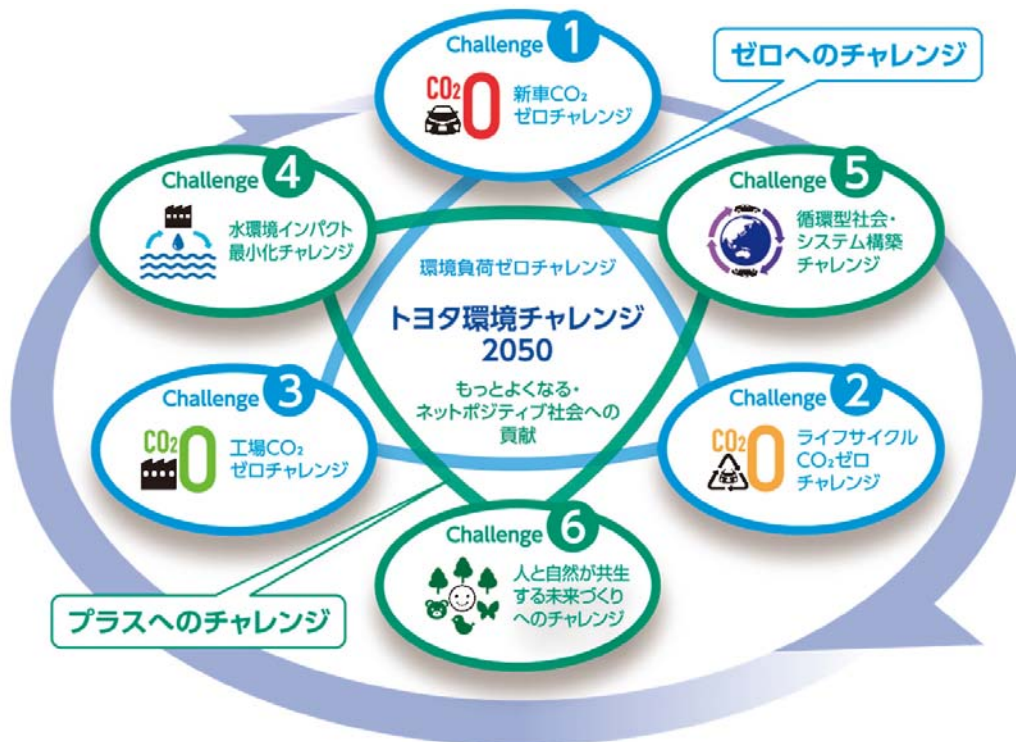 Challenge 1
CO₂0
新車CO₂
ゼロチャレンジ
ゼロへのチャレンジ
Challenge 4
水環境インパクト
最小化チャレンジ
Challenge 5
循環型社会・
システム構築
チャレンジ
環境負荷ゼロチャレンジ
トヨタ環境チャレンジ
2050
もっとよくなる・
ネットポジティブ社会への
貢献
Challenge 3
CO₂0
工場CO₂
ゼロチャレンジ
Challenge 2
CO₂0
ライフサイクル
CO₂ゼロ
チャレンジ
Challenge 6
人と自然が共生
する未来づくり
へのチャレンジ
プラスへのチャレンジ